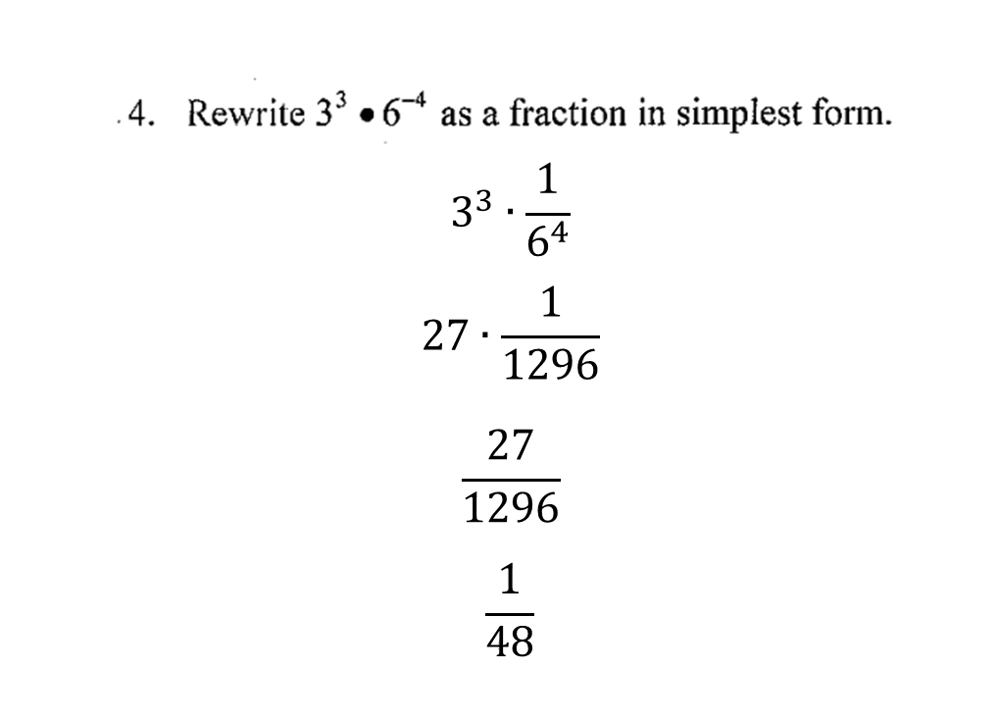 .4. Rewrite 3³ • 6⁻⁴ as a fraction in simplest form.
3³ · 1/6⁴
27 · 1/1296
27/1296
1/48